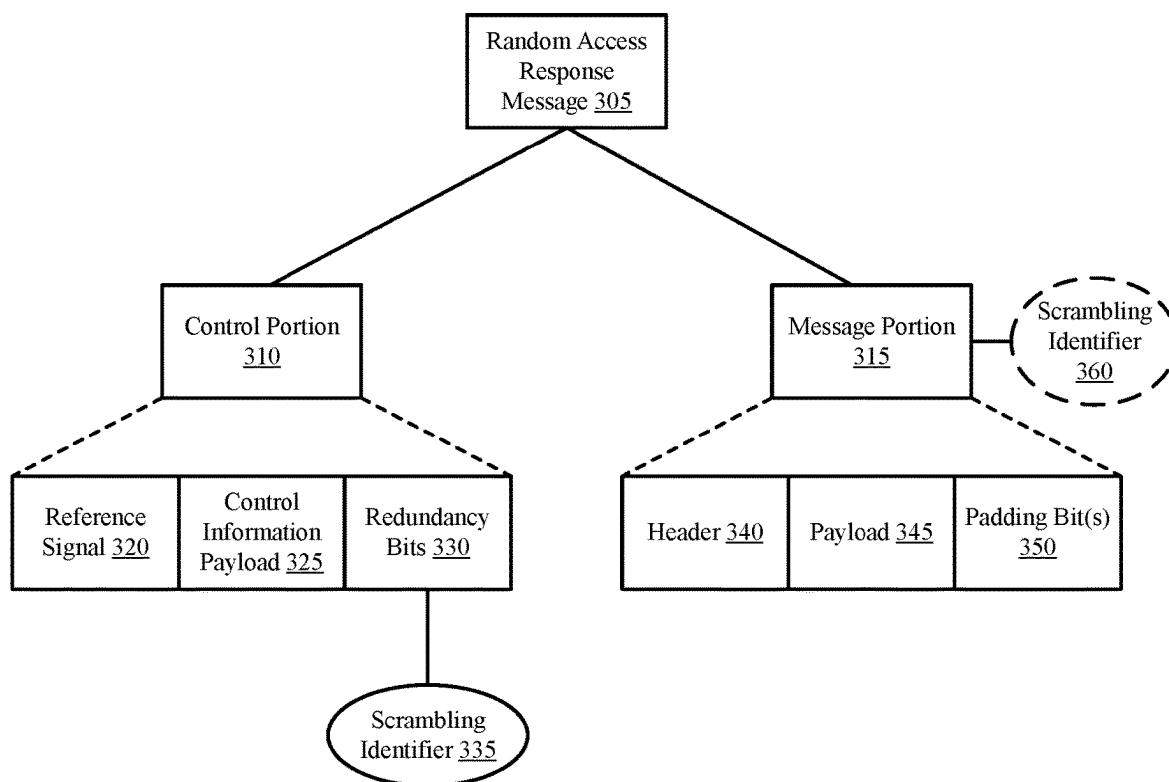 Random Access
Response
Message 305
Control Portion
310
Message Portion
315
Scrambling
Identifier
360
Reference
Signal 320
Control
Information
Payload 325
Redundancy
Bits 330
Header 340
Payload 345
Padding Bit(s)
350
Scrambling
Identifier 335